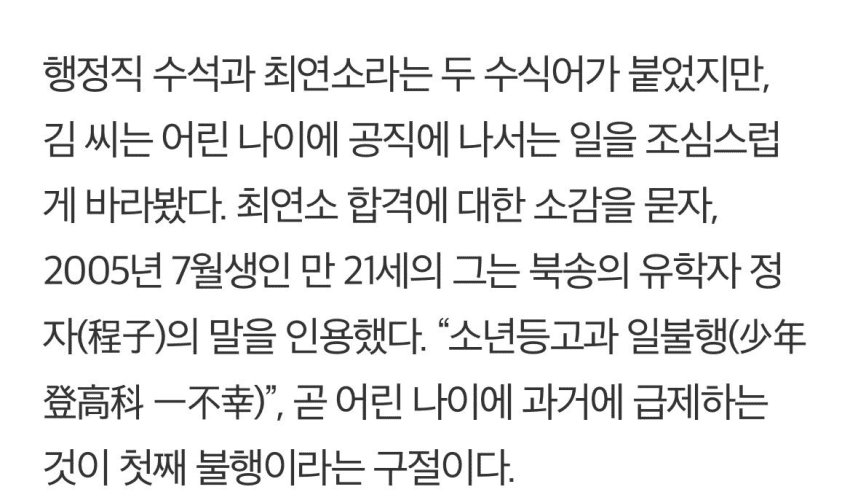 행정직 수석과 최연소라는 두 수식어가 붙었지만,
김 씨는 어린 나이에 공직에 나서는 일을 조심스럽
게 바라봤다. 최연소 합격에 대한 소감을 묻자,
2005년 7월생인 만 21세의 그는 북송의 유학자 정
자(程子)의 말을 인용했다. “소년등고과 일불행(少年
登高科 一不幸)”, 곧 어린 나이에 과거에 급제하는
것이 첫째 불행이라는 구절이다.